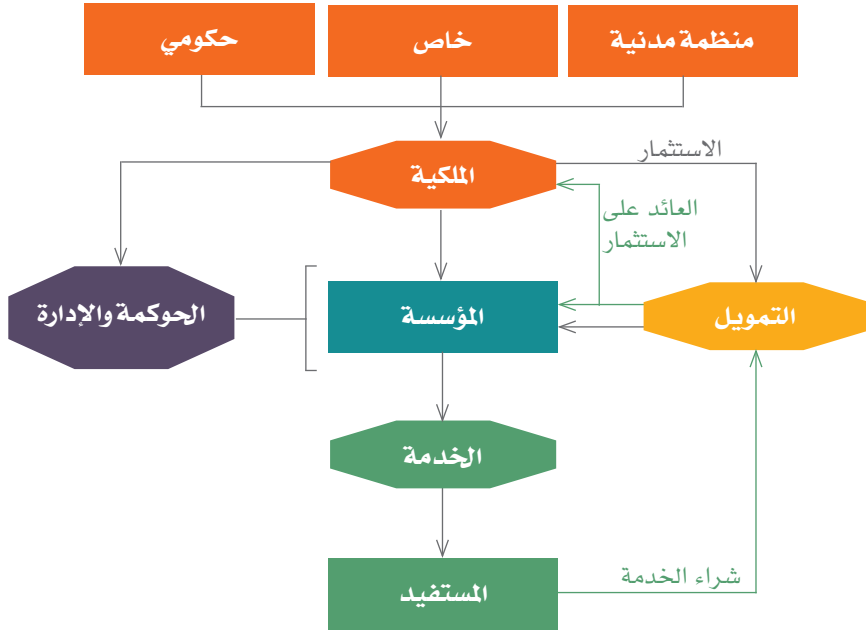 منظمة مدنية
خاص
حكومي
الاستثمار
الملكية
العائد على
الاستثمار
التمويل
المؤسسة
الحوكمة والإدارة
الخدمة
شراء الخدمة
المستفيد